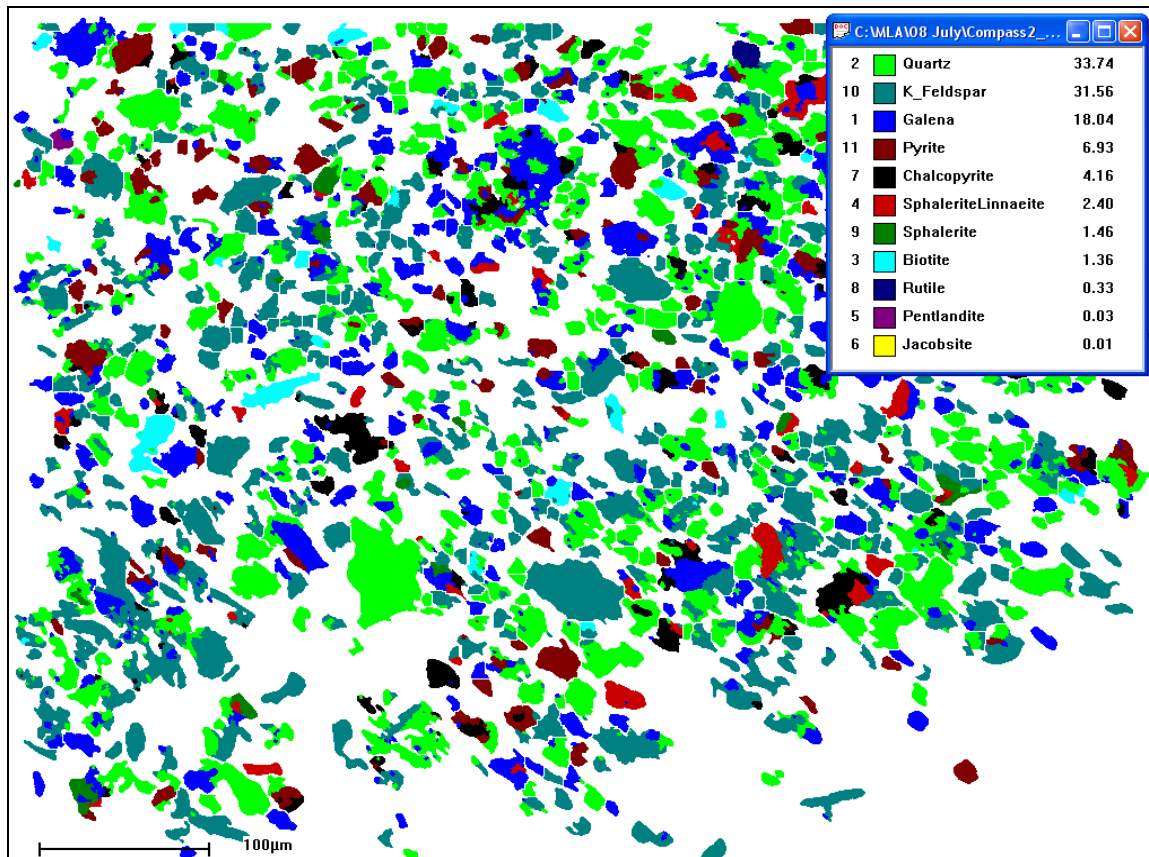 C:\MLA\08 July\Compass2_...
2 Quartz 33.74
10 K_Feldspar 31.56
1 Galena 18.04
11 Pyrite 6.93
7 Chalcopyrite 4.16
4 SphaleriteLinnaeite 2.40
9 Sphalerite 1.46
3 Biotite 1.36
8 Rutile 0.33
5 Pentlandite 0.03
6 Jacobsite 0.01
100µm